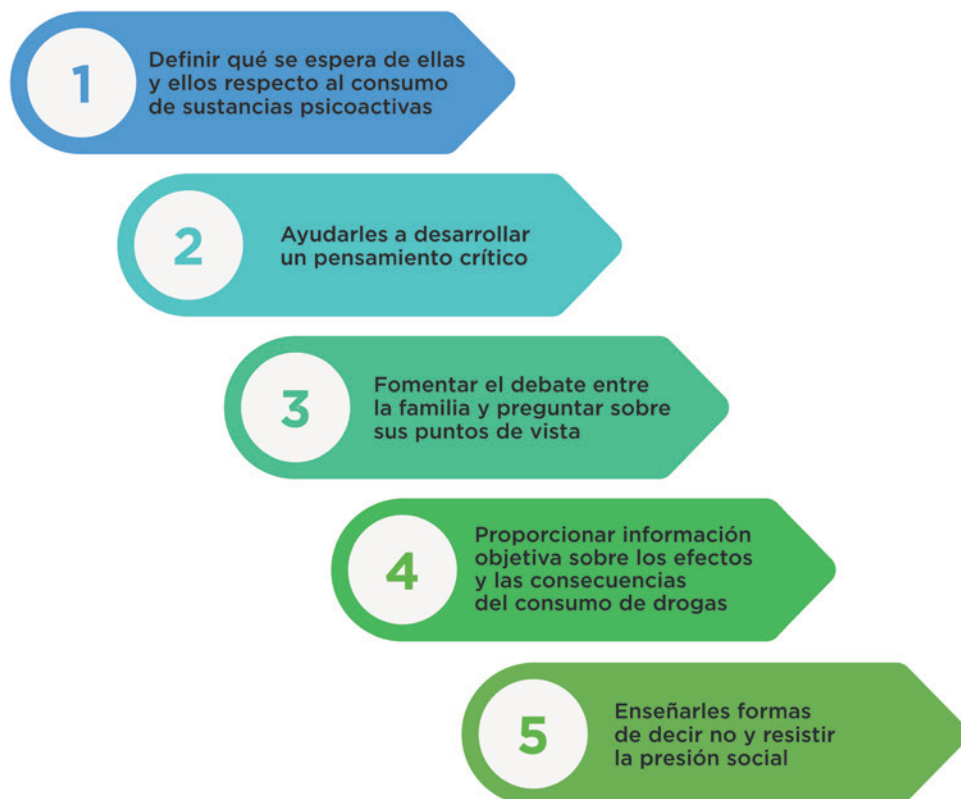 1
Definir qué se espera de ellas
y ellos respecto al consumo
de sustancias psicoactivas
2
Ayudarles a desarrollar
un pensamiento crítico
3
Fomentar el debate entre
la familia y preguntar sobre
sus puntos de vista
4
Proporcionar información
objetiva sobre los efectos
y las consecuencias
del consumo de drogas
5
Enseñarles formas
de decir no y resistir
la presión social